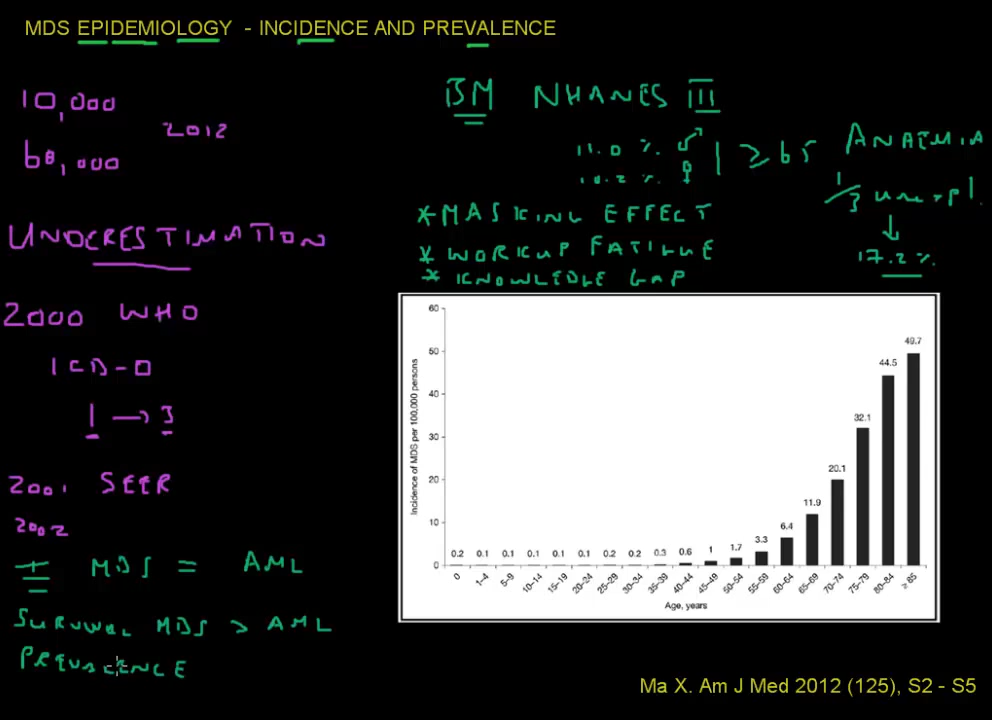 MDS EPIDEMIOLOGY - INCIDENCE AND PREVALENCE
10,000
2012
60,000
UNDERESTIMATION
2000 WHO
ICD-O
1 → 3
2001 SEER
2002
+ MDS = AML
SURVIVAL MDS > AML
PREVALENCE
BM NHANES III
11.0 % ♂
10.2 % ♀
≥ 65
ANAEMIA
1/3
↓
17.2 %
* MASKING EFFECT
* WORKUP FATIGUE
* KNOWLEDGE GAP
Incidence of MDS per 100,000 persons
60
50
40
30
20
10
0
0.2 0.1 0.1 0.1 0.1 0.1 0.2 0.2 0.3 0.6 1 1.7 3.3 6.4 11.9 20.1 32.1 44.5 49.7
0 1–4 5–9 10–14 15–19 20–24 25–29 30–34 35–39 40–44 45–49 50–54 55–59 60–64 65–69 70–74 75–79 80–84 ≥ 85
Age, years
Ma X. Am J Med 2012 (125), S2 - S5